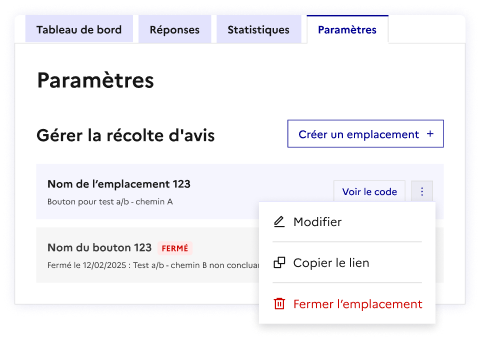 Tableau de bord
Réponses
Statistiques
Paramètres
Paramètres
Gérer la récolte d'avis
Créer un emplacement +
Nom de l’emplacement 123
Bouton pour test a/b - chemin A
Voir le code
Modifier
Copier le lien
Fermer l’emplacement
Nom du bouton 123 FERMÉ
Fermé le 12/02/2025 : Test a/b - chemin B non concluan